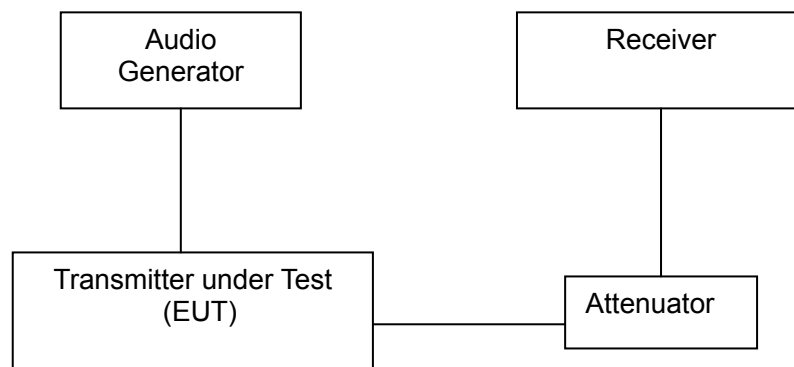 Audio
Generator
Receiver
Transmitter under Test
(EUT)
Attenuator